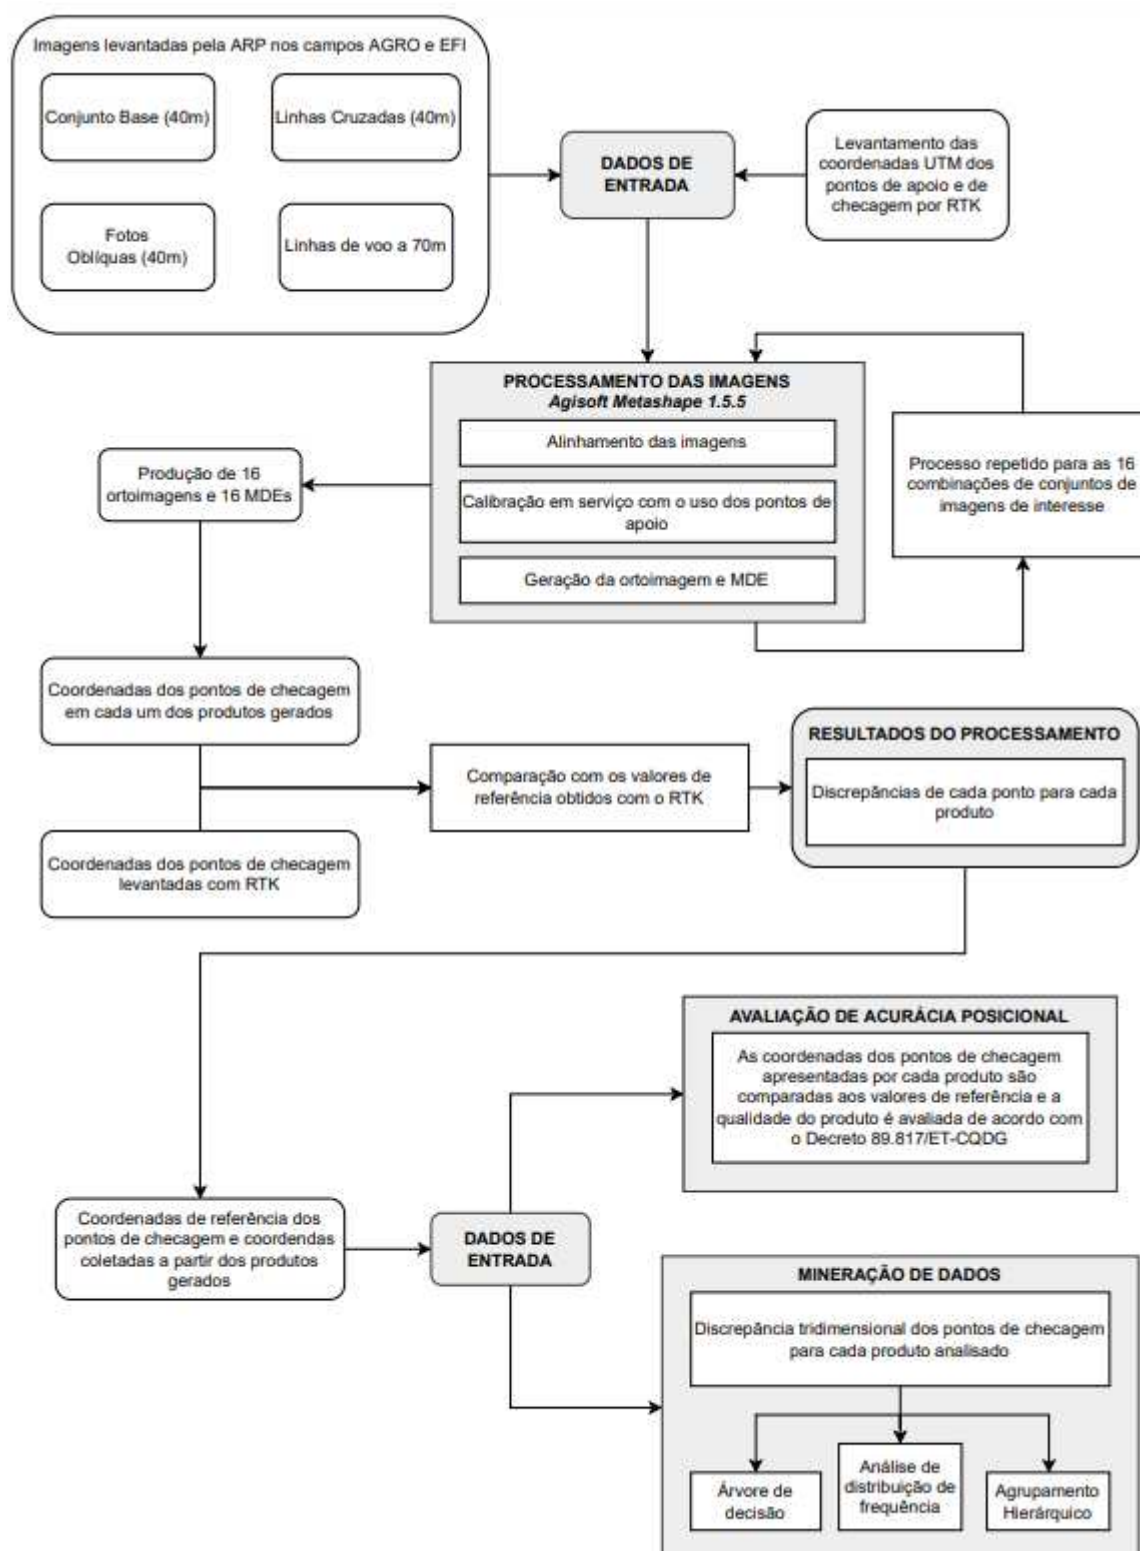 Imagens levantadas pela ARP nos campos AGRO e EFI
Conjunto Base (40m)
Linhas Cruzadas (40m)
Fotos
Oblíquas (40m)
Linhas de voo a 70m
DADOS DE
ENTRADA
Levantamento das
coordenadas UTM dos
pontos de apoio e de
checagem por RTK
PROCESSAMENTO DAS IMAGENS
Agisoft Metashape 1.5.5
Alinhamento das imagens
Calibração em serviço com o uso dos pontos de
apoio
Geração da ortoimagem e MDE
Processo repetido para as 16
combinações de conjuntos de
imagens de interesse
Produção de 16
ortoimagens e 16 MDEs
Coordenadas dos pontos de checagem
em cada um dos produtos gerados
Comparação com os valores de
referência obtidos com o RTK
RESULTADOS DO PROCESSAMENTO
Discrepâncias de cada ponto para cada
produto
Coordenadas dos pontos de checagem
levantadas com RTK
AVALIAÇÃO DE ACURÁCIA POSICIONAL
As coordenadas dos pontos de checagem
apresentadas por cada produto são
comparadas aos valores de referência e a
qualidade do produto é avaliada de acordo com
o Decreto 89.817/ET-CQDG
Coordenadas de referência dos
pontos de checagem e coordendas
coletadas a partir dos produtos
gerados
DADOS DE
ENTRADA
MINERAÇÃO DE DADOS
Discrepância tridimensional dos pontos de checagem
para cada produto analisado
Árvore de
decisão
Análise de
distribuição de
frequência
Agrupamento
Hierárquico